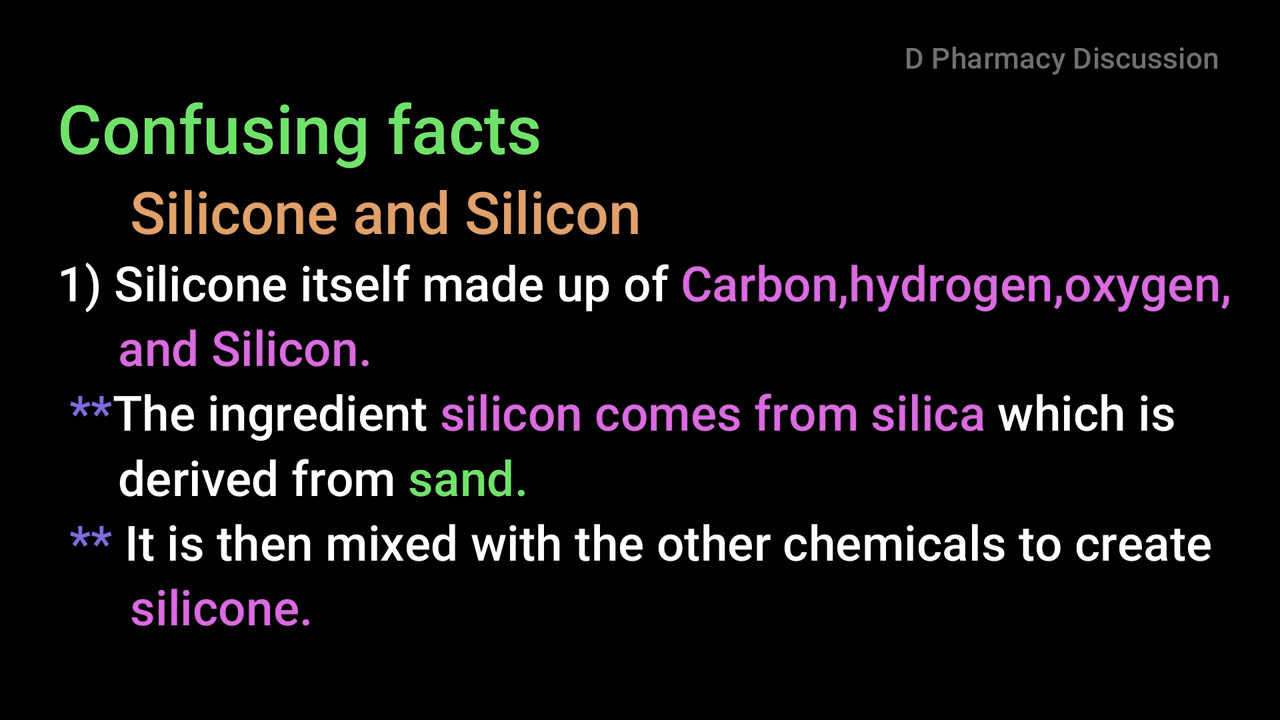 D Pharmacy Discussion
Confusing facts
Silicone and Silicon
1) Silicone itself made up of Carbon,hydrogen,oxygen,
and Silicon.
**The ingredient silicon comes from silica which is
derived from sand.
** It is then mixed with the other chemicals to create
silicone.